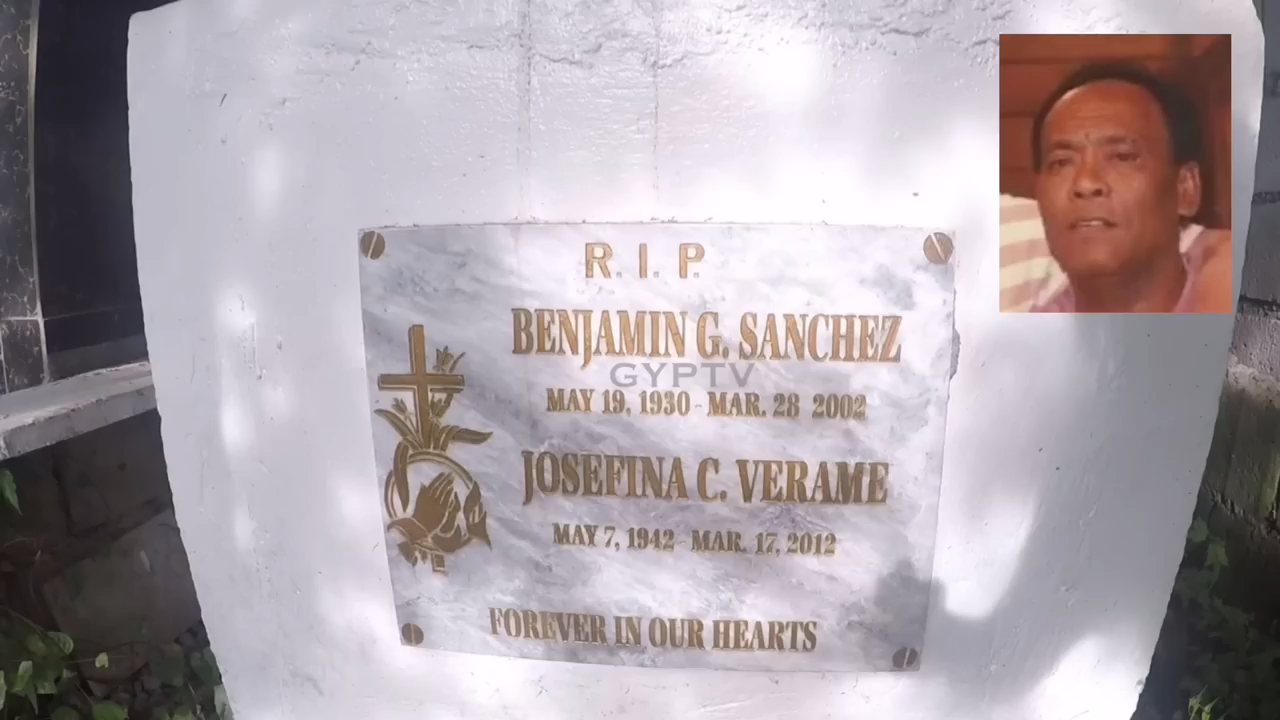 R. I. P.
BENJAMIN G. SANCHEZ
GYPTV
MAY 19, 1930 - MAR. 28 2002
JOSEFINA C. VERAME
MAY 7, 1942 - MAR. 17, 2012
FOREVER IN OUR HEARTS